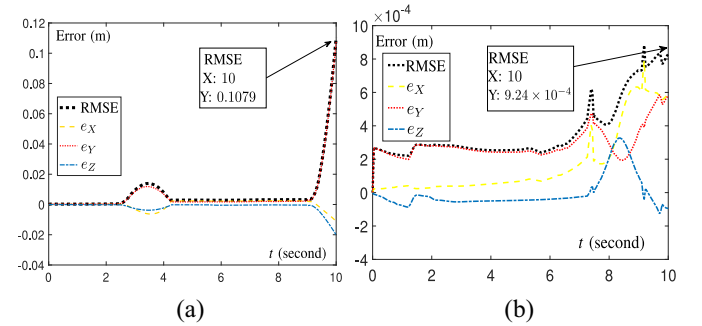 0.12
Error (m)
0.1
0.08
0.06
0.04
0.02
0
-0.02
-0.04
RMSE
X: 10
Y: 0.1079
RMSE
e_X
e_Y
e_Z
t (second)
0 2 4 6 8 10
(a)
×10⁻⁴
10
Error (m)
8
6
4
2
0
-2
-4
RMSE
X: 10
Y: 9.24 × 10⁻⁴
RMSE
e_X
e_Y
e_Z
t (second)
0 2 4 6 8 10
(b)